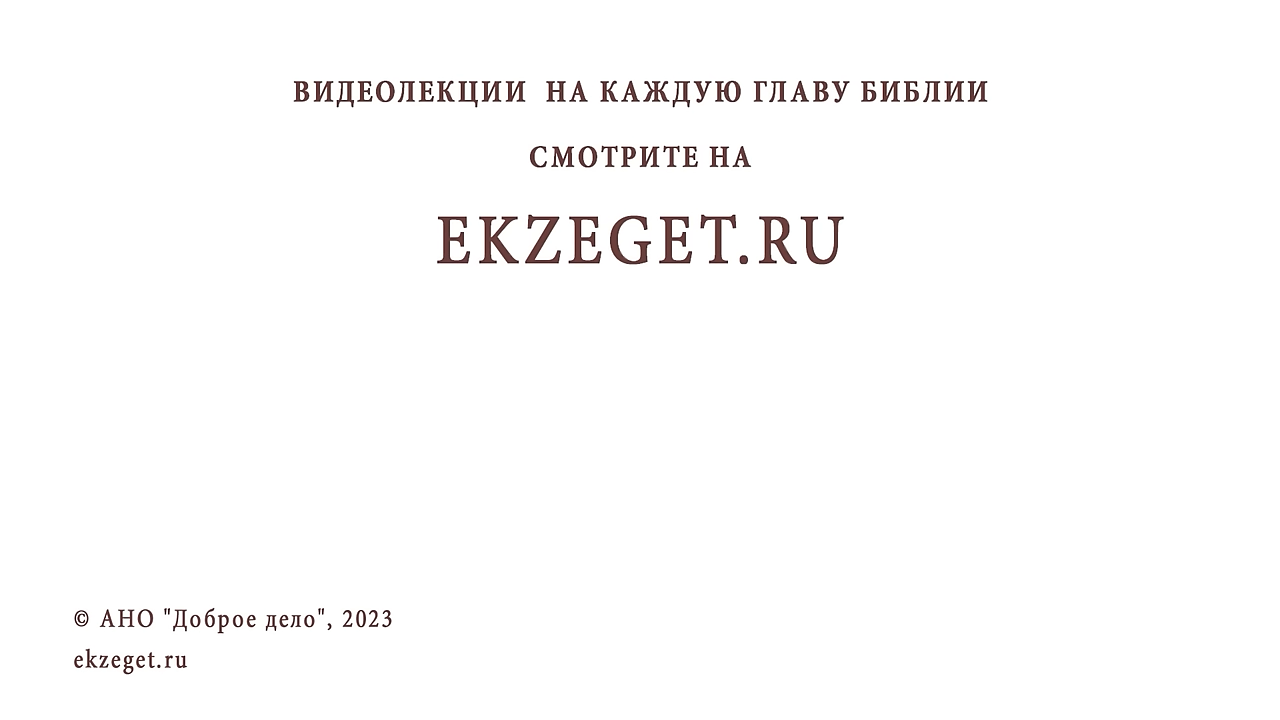 ВИДЕОЛЕКЦИИ НА КАЖДУЮ ГЛАВУ БИБЛИИ
СМОТРИТЕ НА
EKZEGET.RU
© АНО "Доброе дело", 2023
ekzeget.ru